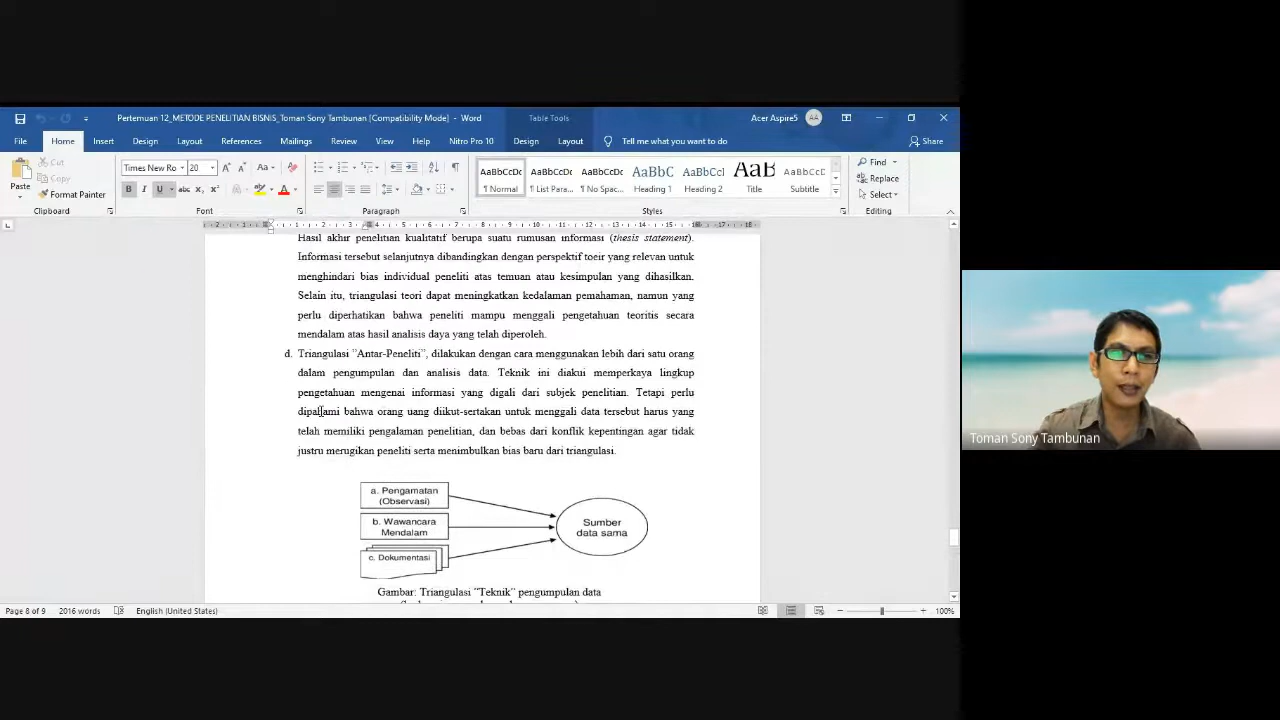 Pertemuan 12_METODE PENELITIAN BISNIS_Toman Sony Tambunan [Compatibility Mode] - Word
Table Tools
Acer Aspire5
AA
File Home Insert Design Layout References Mailings Review View Help Nitro Pro 10 Design Layout Tell me what you want to do Share
Paste
Cut
Copy
Format Painter
Times New Ro 20
AaBbCcDc AaBbCcDc AaBbCcDc AaBbC AaBbCcI AaB AaBbCcD
¶ Normal ¶ List Para... ¶ No Spac... Heading 1 Heading 2 Title Subtitle
Find
Replace
Select
Clipboard Font Paragraph Styles Editing
Hasil akhir penelitian kualitatif berupa suatu rumusan informasi (thesis statement).
Informasi tersebut selanjutnya dibandingkan dengan perspektif toeir yang relevan untuk
menghindari bias individual peneliti atas temuan atau kesimpulan yang dihasilkan.
Selain itu, triangulasi teori dapat meningkatkan kedalaman pemahaman, namun yang
perlu diperhatikan bahwa peneliti mampu menggali pengetahuan teoritis secara
mendalam atas hasil analisis daya yang telah diperoleh.
d. Triangulasi "Antar-Peneliti", dilakukan dengan cara menggunakan lebih dari satu orang
dalam pengumpulan dan analisis data. Teknik ini diakui memperkaya lingkup
pengetahuan mengenai informasi yang digali dari subjek penelitian. Tetapi perlu
dipahami bahwa orang uang diikut-sertakan untuk menggali data tersebut harus yang
telah memiliki pengalaman penelitian, dan bebas dari konflik kepentingan agar tidak
justru merugikan peneliti serta menimbulkan bias baru dari triangulasi.
a. Pengamatan
(Observasi)
b. Wawancara
Mendalam
c. Dokumentasi
Sumber
data sama
Gambar: Triangulasi "Teknik" pengumpulan data
Page 8 of 9 2016 words English (United States) 100%
Toman Sony Tambunan